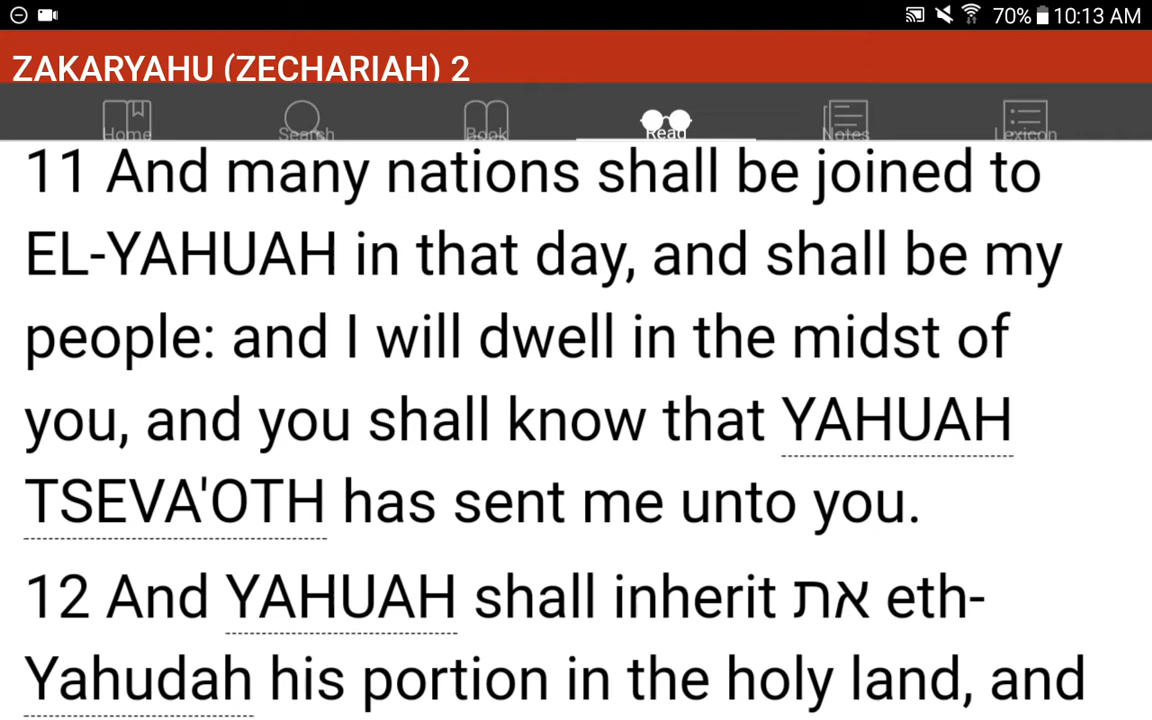 70% 10:13 AM
ZAKARYAHU (ZECHARIAH) 2
Home Search Book Read Notes Lexicon
11 And many nations shall be joined to
EL-YAHUAH in that day, and shall be my
people: and I will dwell in the midst of
you, and you shall know that YAHUAH
TSEVA'OTH has sent me unto you.
12 And YAHUAH shall inherit את eth-
Yahudah his portion in the holy land, and